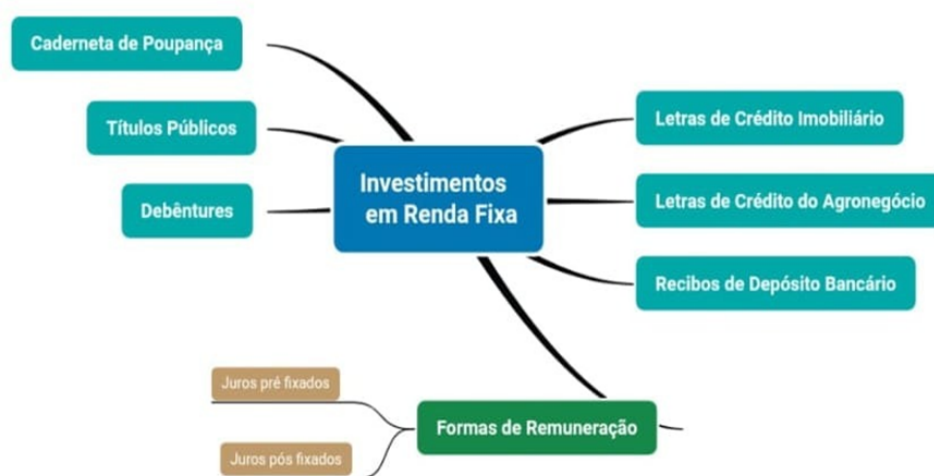 Caderneta de Poupança
Títulos Públicos
Debêntures
Investimentos
em Renda Fixa
Letras de Crédito Imobiliário
Letras de Crédito do Agronegócio
Recibos de Depósito Bancário
Juros pré fixados
Juros pós fixados
Formas de Remuneração